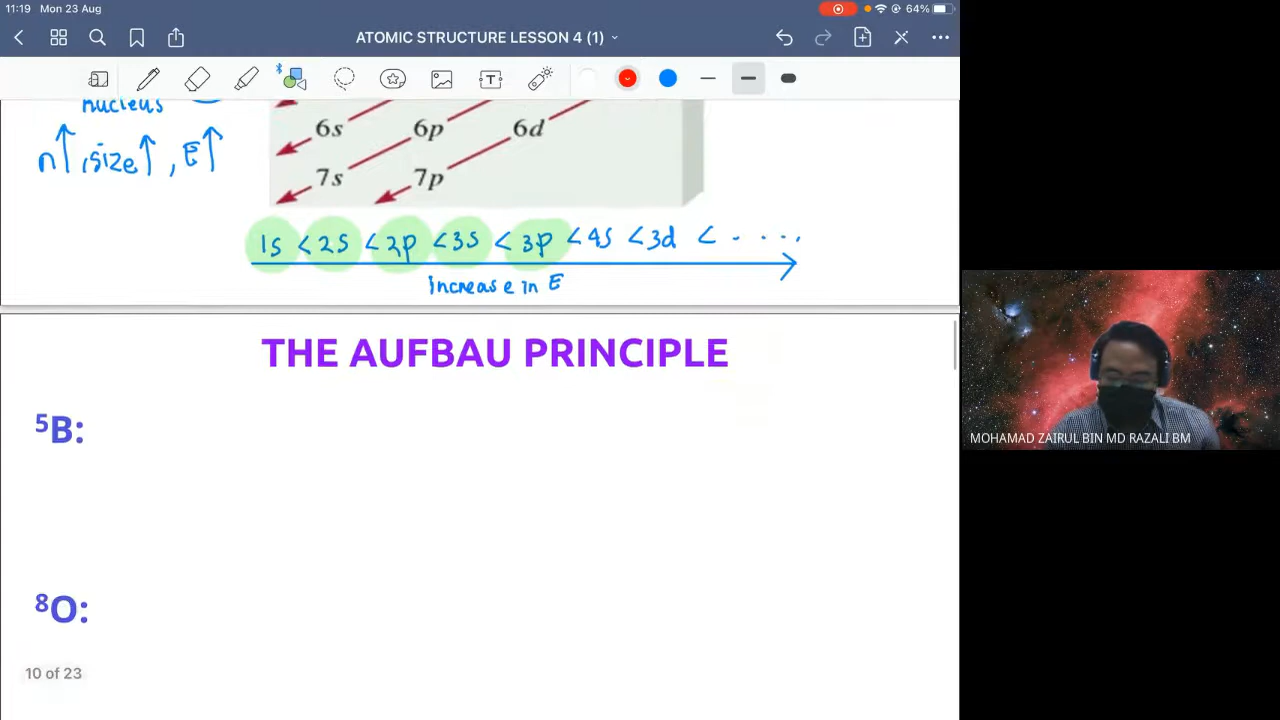 11:19 Mon 23 Aug
64%
ATOMIC STRUCTURE LESSON 4 (1)
nucleus
n↑, size↑, E↑
6s 6p 6d
7s 7p
1s < 2s < 2p < 3s < 3p < 4s < 3d < .....
increase in E
THE AUFBAU PRINCIPLE
⁵B:
⁸O:
10 of 23
MOHAMAD ZAIRUL BIN MD RAZALI BM